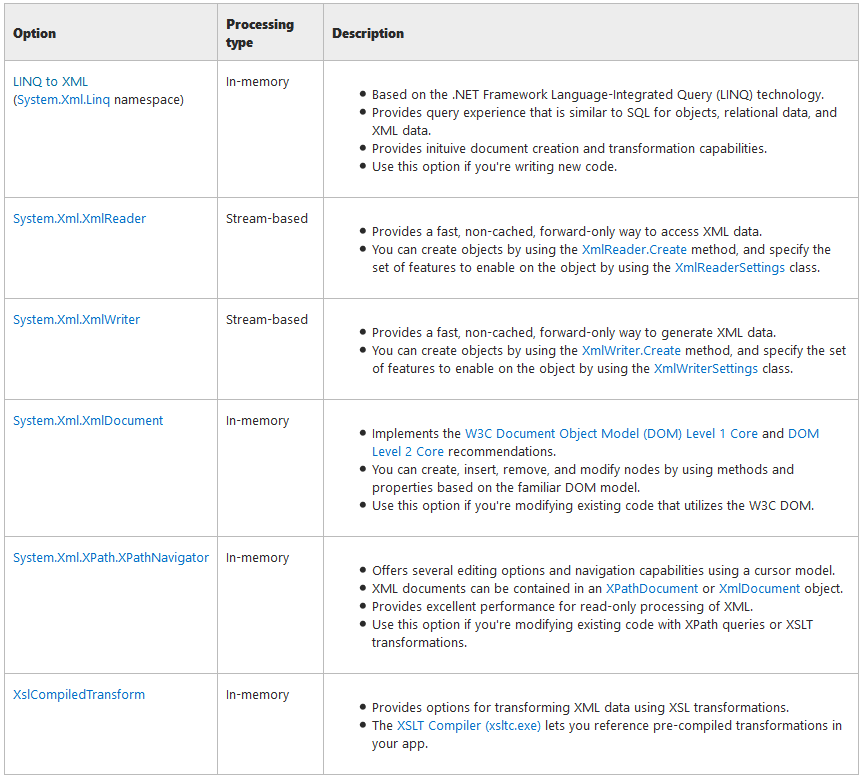 Option
Processing
type
Description
LINQ to XML
(System.Xml.Linq namespace)
In-memory
● Based on the .NET Framework Language-Integrated Query (LINQ) technology.
● Provides query experience that is similar to SQL for objects, relational data, and
XML data.
● Provides inituive document creation and transformation capabilities.
● Use this option if you're writing new code.
System.Xml.XmlReader
Stream-based
● Provides a fast, non-cached, forward-only way to access XML data.
● You can create objects by using the XmlReader.Create method, and specify the
set of features to enable on the object by using the XmlReaderSettings class.
System.Xml.XmlWriter
Stream-based
● Provides a fast, non-cached, forward-only way to generate XML data.
● You can create objects by using the XmlWriter.Create method, and specify the set
of features to enable on the object by using the XmlWriterSettings class.
System.Xml.XmlDocument
In-memory
● Implements the W3C Document Object Model (DOM) Level 1 Core and DOM
Level 2 Core recommendations.
● You can create, insert, remove, and modify nodes by using methods and
properties based on the familiar DOM model.
● Use this option if you're modifying existing code that utilizes the W3C DOM.
System.Xml.XPath.XPathNavigator
In-memory
● Offers several editing options and navigation capabilities using a cursor model.
● XML documents can be contained in an XPathDocument or XmlDocument object.
● Provides excellent performance for read-only processing of XML.
● Use this option if you're modifying existing code with XPath queries or XSLT
transformations.
XslCompiledTransform
In-memory
● Provides options for transforming XML data using XSL transformations.
● The XSLT Compiler (xsltc.exe) lets you reference pre-compiled transformations in
your app.